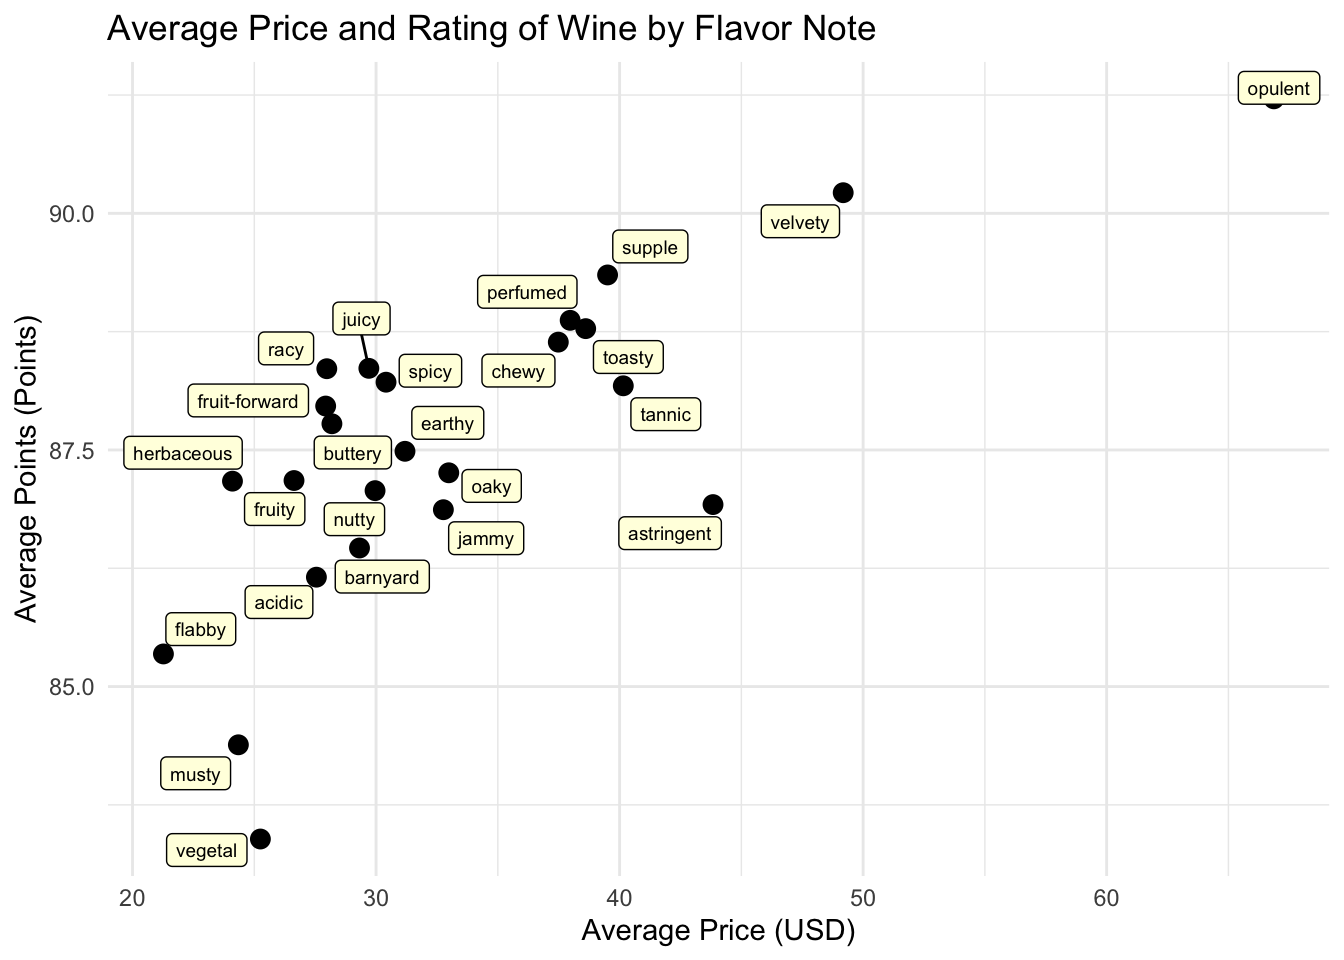 Average Price and Rating of Wine by Flavor Note
opulent
90.0
velvety
supple
perfumed
juicy
racy
toasty
chewy
spicy
fruit-forward
tannic
earthy
87.5
herbaceous
buttery
oaky
fruity
nutty
astringent
jammy
barnyard
acidic
flabby
85.0
musty
vegetal
20 30 40 50 60
Average Price (USD)
Average Points (Points)